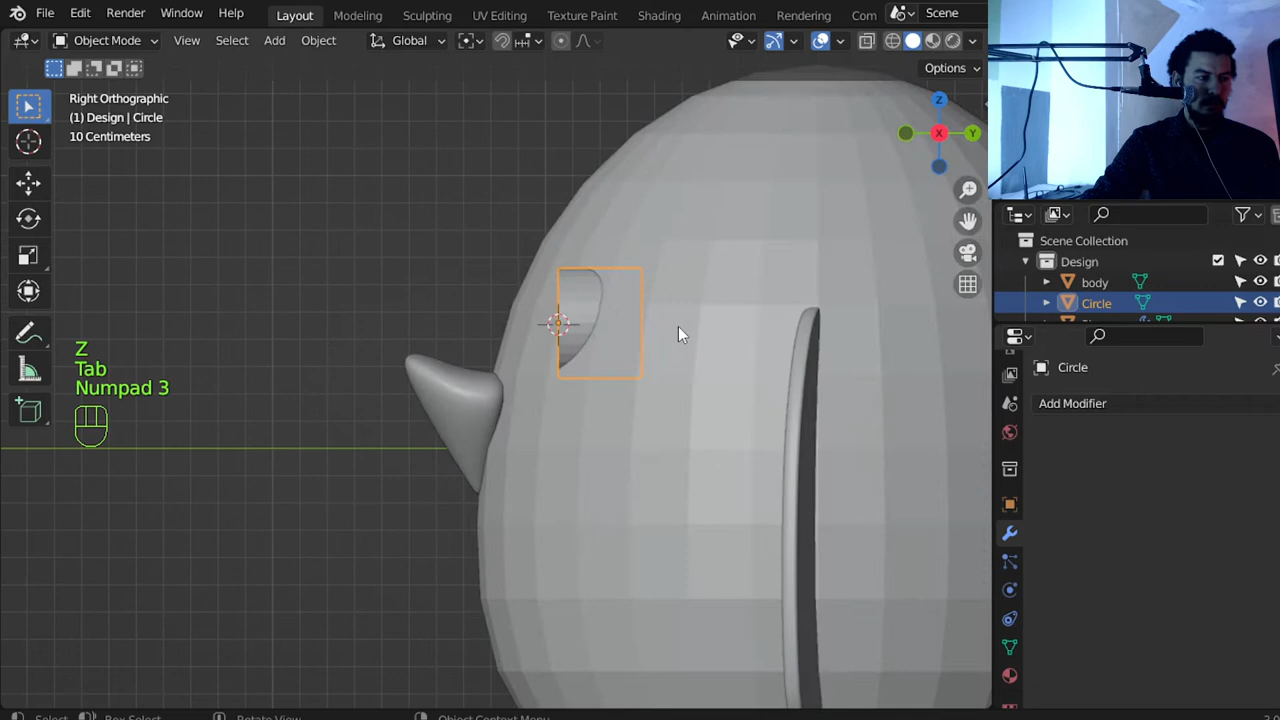 File Edit Render Window Help Layout Modeling Sculpting UV Editing Texture Paint Shading Animation Rendering Com Scene
Object Mode View Select Add Object Global
Options
Right Orthographic
(1) Design | Circle
10 Centimeters
Z
X
Y
Z
Tab
Numpad 3
Scene Collection
Design
body
Circle
Circle
Add Modifier
Select Box Select Rotate View Object Context Menu